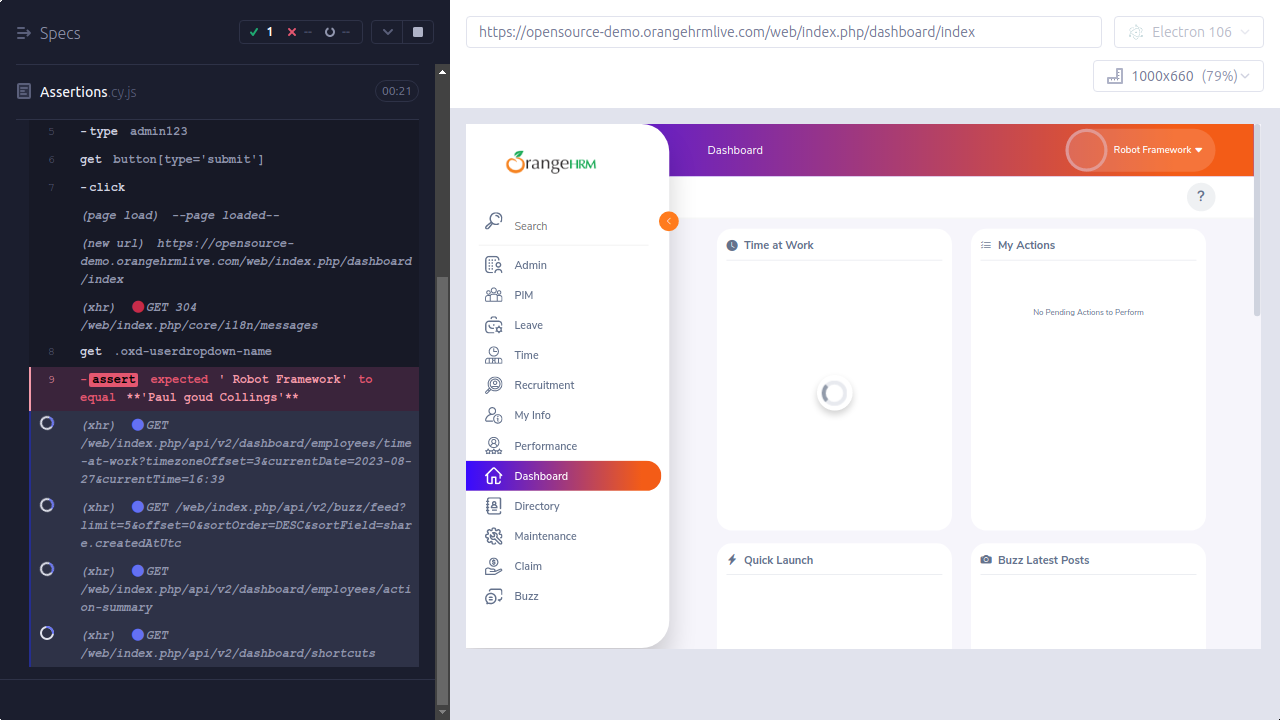 Specs
1
--
--
Assertions.cy.js
00:21
5 -type admin123
6 get button[type='submit']
7 -click
(page load) --page loaded--
(new url) https://opensource-
demo.orangehrmlive.com/web/index.php/dashboard
/index
(xhr) GET 304
/web/index.php/core/i18n/messages
8 get .oxd-userdropdown-name
9 -assert expected ' Robot Framework' to
equal **'Paul goud Collings'**
(xhr) GET
/web/index.php/api/v2/dashboard/employees/time
-at-work?timezoneOffset=3&currentDate=2023-08-
27&currentTime=16:39
(xhr) GET /web/index.php/api/v2/buzz/feed?
limit=5&offset=0&sortOrder=DESC&sortField=shar
e.createdAtUtc
(xhr) GET
/web/index.php/api/v2/dashboard/employees/acti
on-summary
(xhr) GET
/web/index.php/api/v2/dashboard/shortcuts
https://opensource-demo.orangehrmlive.com/web/index.php/dashboard/index
Electron 106
1000x660 (79%)
OrangeHRM
Search
Admin
PIM
Leave
Time
Recruitment
My Info
Performance
Dashboard
Directory
Maintenance
Claim
Buzz
Dashboard
Robot Framework
?
Time at Work
My Actions
No Pending Actions to Perform
Quick Launch
Buzz Latest Posts